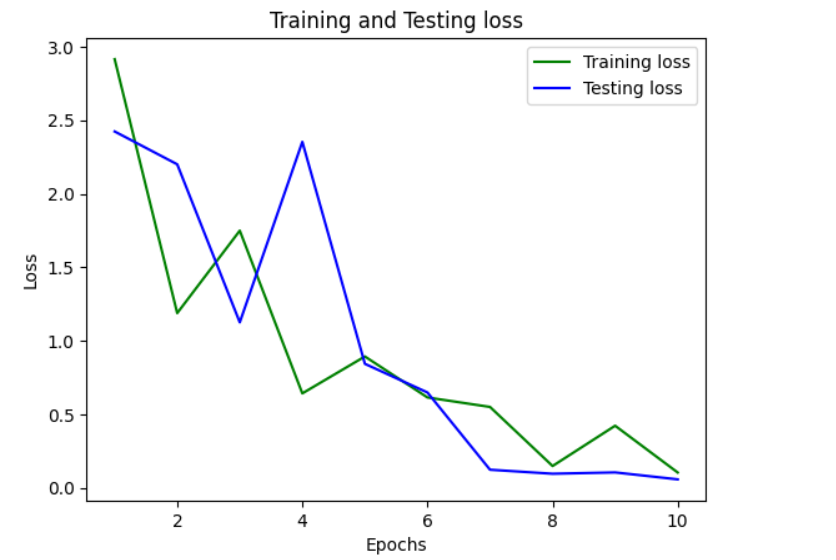 Training and Testing loss
3.0
2.5
2.0
1.5
1.0
0.5
0.0
Loss
Training loss
Testing loss
2
4
6
8
10
Epochs